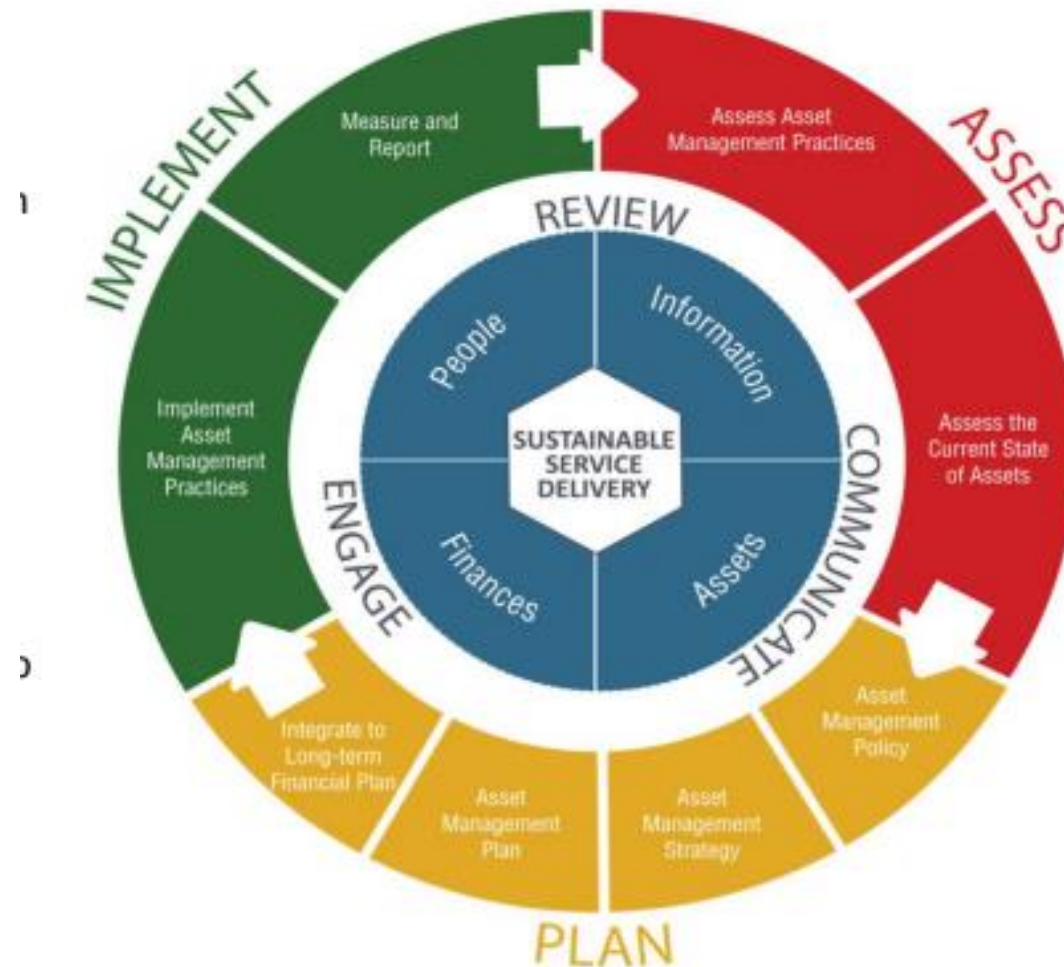 IMPLEMENT
Measure and
Report
Implement
Asset
Management
Practices
ASSESS
Assess Asset
Management Practices
Assess the
Current State
of Assets
REVIEW
COMMUNICATE
ENGAGE
People
Information
Finances
Assets
SUSTAINABLE
SERVICE
DELIVERY
Asset
Management
Policy
Asset
Management
Strategy
Asset
Management
Plan
Integrate to
Long-term
Financial Plan
PLAN